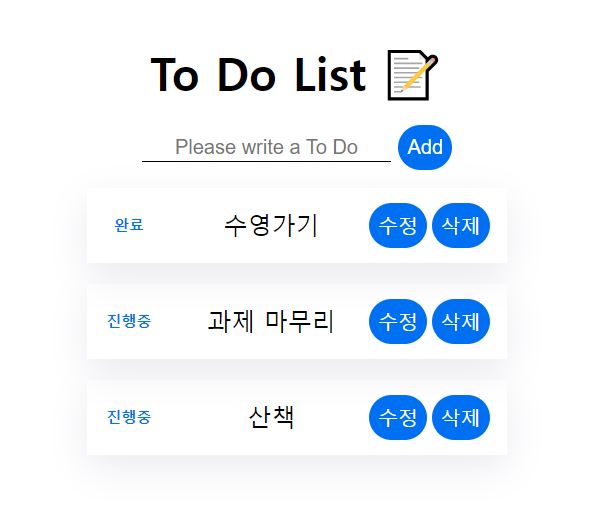 To Do List 📝
Please write a To Do Add
완료 수영가기 수정 삭제
진행중 과제 마무리 수정 삭제
진행중 산책 수정 삭제